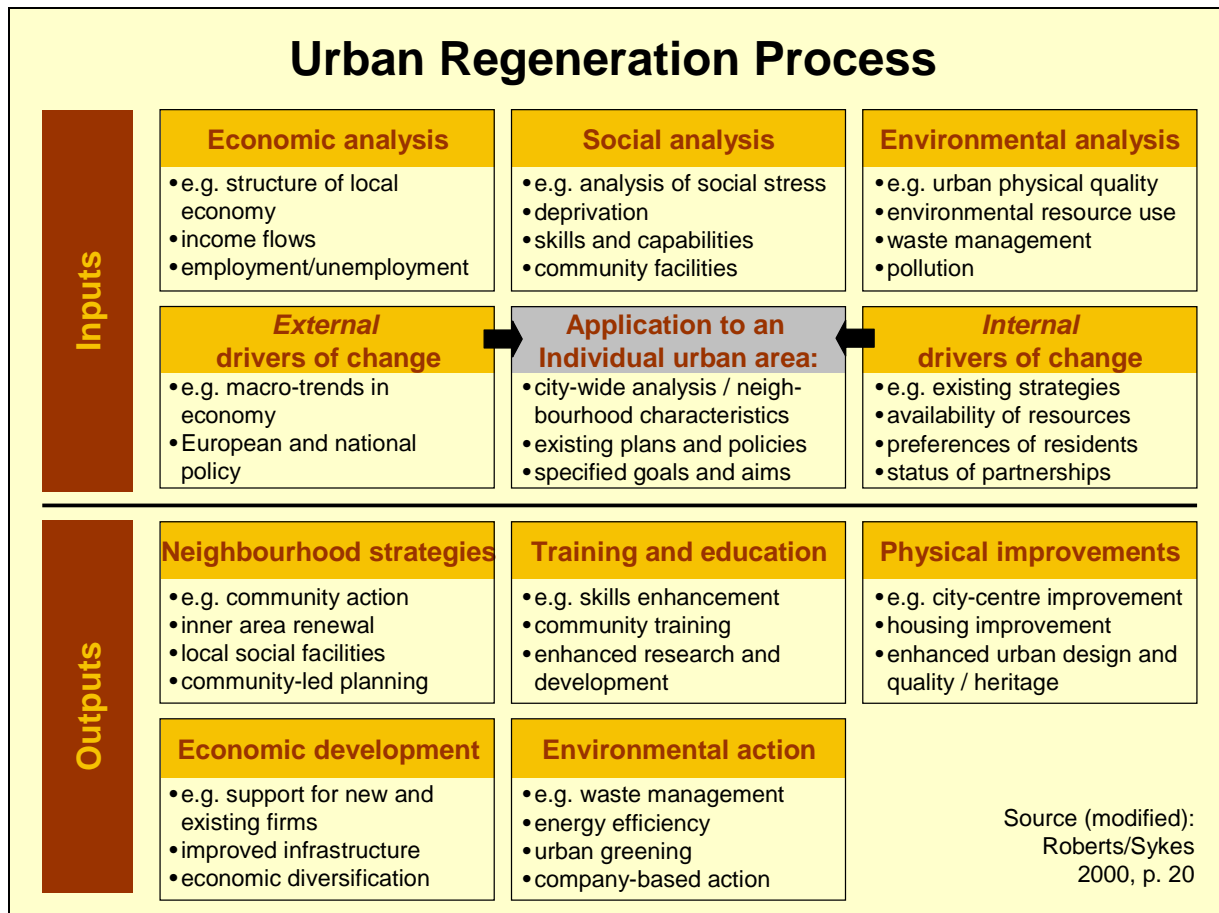 Urban Regeneration Process
Inputs
Economic analysis
•e.g. structure of local
economy
•income flows
•employment/unemployment
Social analysis
•e.g. analysis of social stress
•deprivation
•skills and capabilities
•community facilities
Environmental analysis
•e.g. urban physical quality
•environmental resource use
•waste management
•pollution
External
drivers of change
•e.g. macro-trends in
economy
•European and national
policy
Application to an
Individual urban area:
•city-wide analysis / neigh-
bourhood characteristics
•existing plans and policies
•specified goals and aims
Internal
drivers of change
•e.g. existing strategies
•availability of resources
•preferences of residents
•status of partnerships
Outputs
Neighbourhood strategies
•e.g. community action
•inner area renewal
•local social facilities
•community-led planning
Training and education
•e.g. skills enhancement
•community training
•enhanced research and
development
Physical improvements
•e.g. city-centre improvement
•housing improvement
•enhanced urban design and
quality / heritage
Economic development
•e.g. support for new and
existing firms
•improved infrastructure
•economic diversification
Environmental action
•e.g. waste management
•energy efficiency
•urban greening
•company-based action
Source (modified):
Roberts/Sykes
2000, p. 20